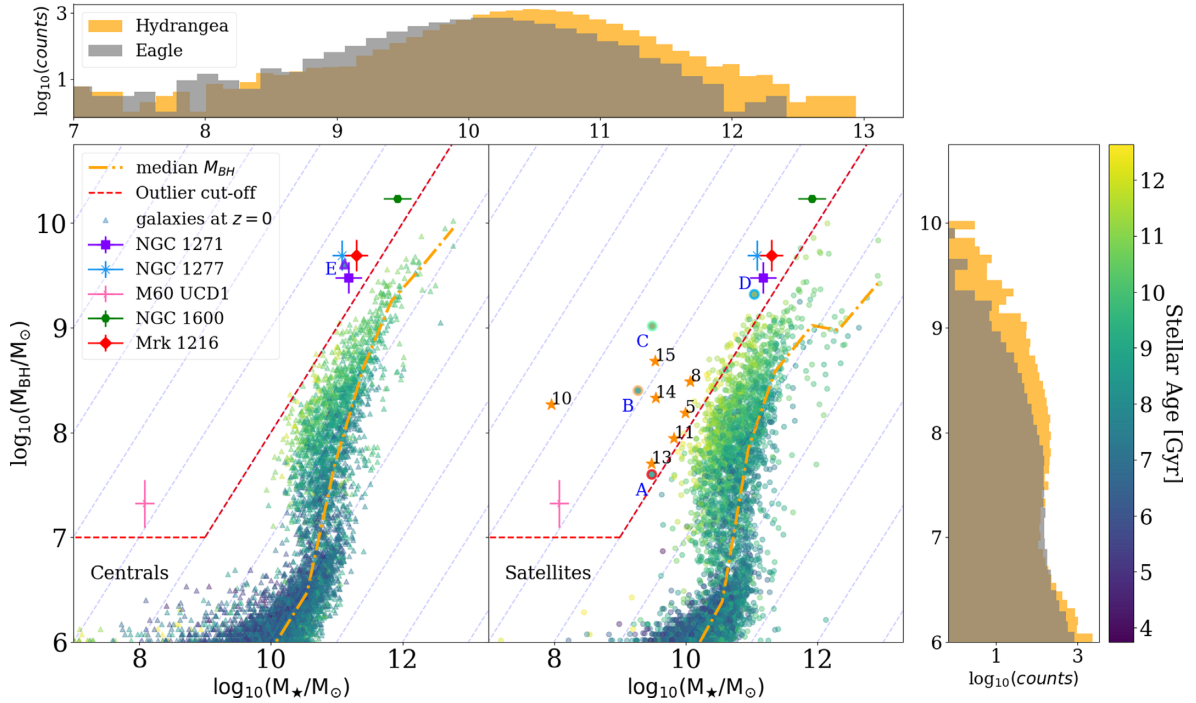 log₁₀(counts)
3
1
Hydrangea
Eagle
7 8 9 10 11 12 13
median M_BH
Outlier cut-off
galaxies at z = 0
NGC 1271
NGC 1277
M60 UCD1
NGC 1600
Mrk 1216
log₁₀(M_BH/M_⊙)
10
9
8
7
6
E
Centrals
8 10 12
log₁₀(M_★/M_⊙)
D
C
15
8
10
14
B
5
11
13
A
Satellites
8 10 12
log₁₀(M_★/M_⊙)
10
9
8
7
6
1 3
log₁₀(counts)
12
11
10
9
8
7
6
5
4
Stellar Age [Gyr]